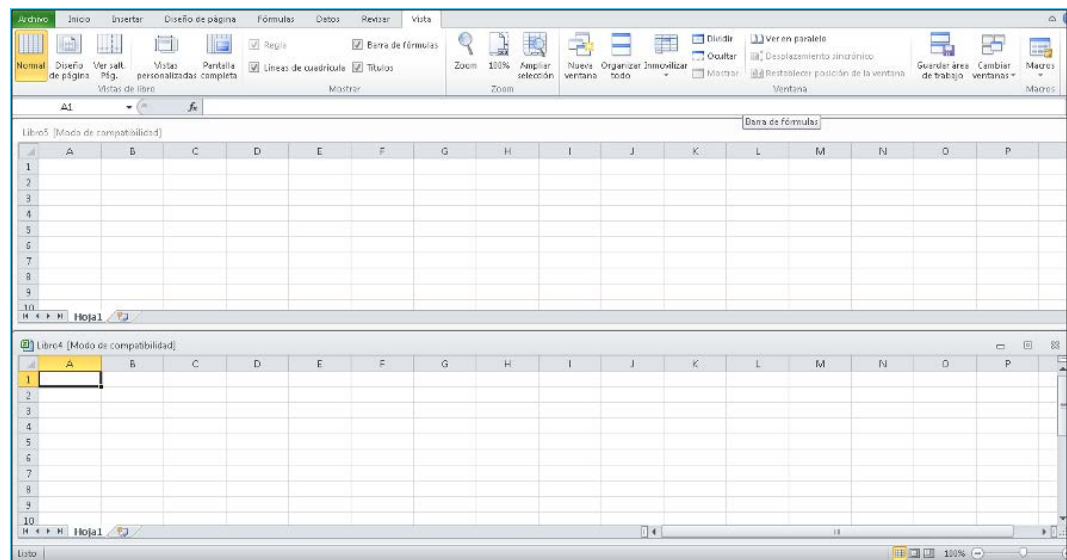 Archivo Inicio Insertar Diseño de página Fórmulas Datos Revisar Vista
Normal Diseño de página Ver salt. Pág. Vistas personalizadas Pantalla completa
Regla Barra de fórmulas
Líneas de cuadrícula Títulos
Zoom 100% Ampliar selección
Nueva ventana Organizar todo Inmovilizar
Dividir
Ocultar
Mostrar
Ver en paralelo
Desplazamiento sincrónico
Restablecer posición de la ventana
Guardar área de trabajo Cambiar ventanas Macros
Vistas de libro Mostrar Zoom Ventana Macros
A1 fx
Barra de fórmulas
Libro5 [Modo de compatibilidad]
A B C D E F G H I J K L M N O P
1
2
3
4
5
6
7
8
9
10
Hoja1
Libro4 [Modo de compatibilidad]
A B C D E F G H I J K L M N O P
1
2
3
4
5
6
7
8
9
10
Hoja1
Listo 100%